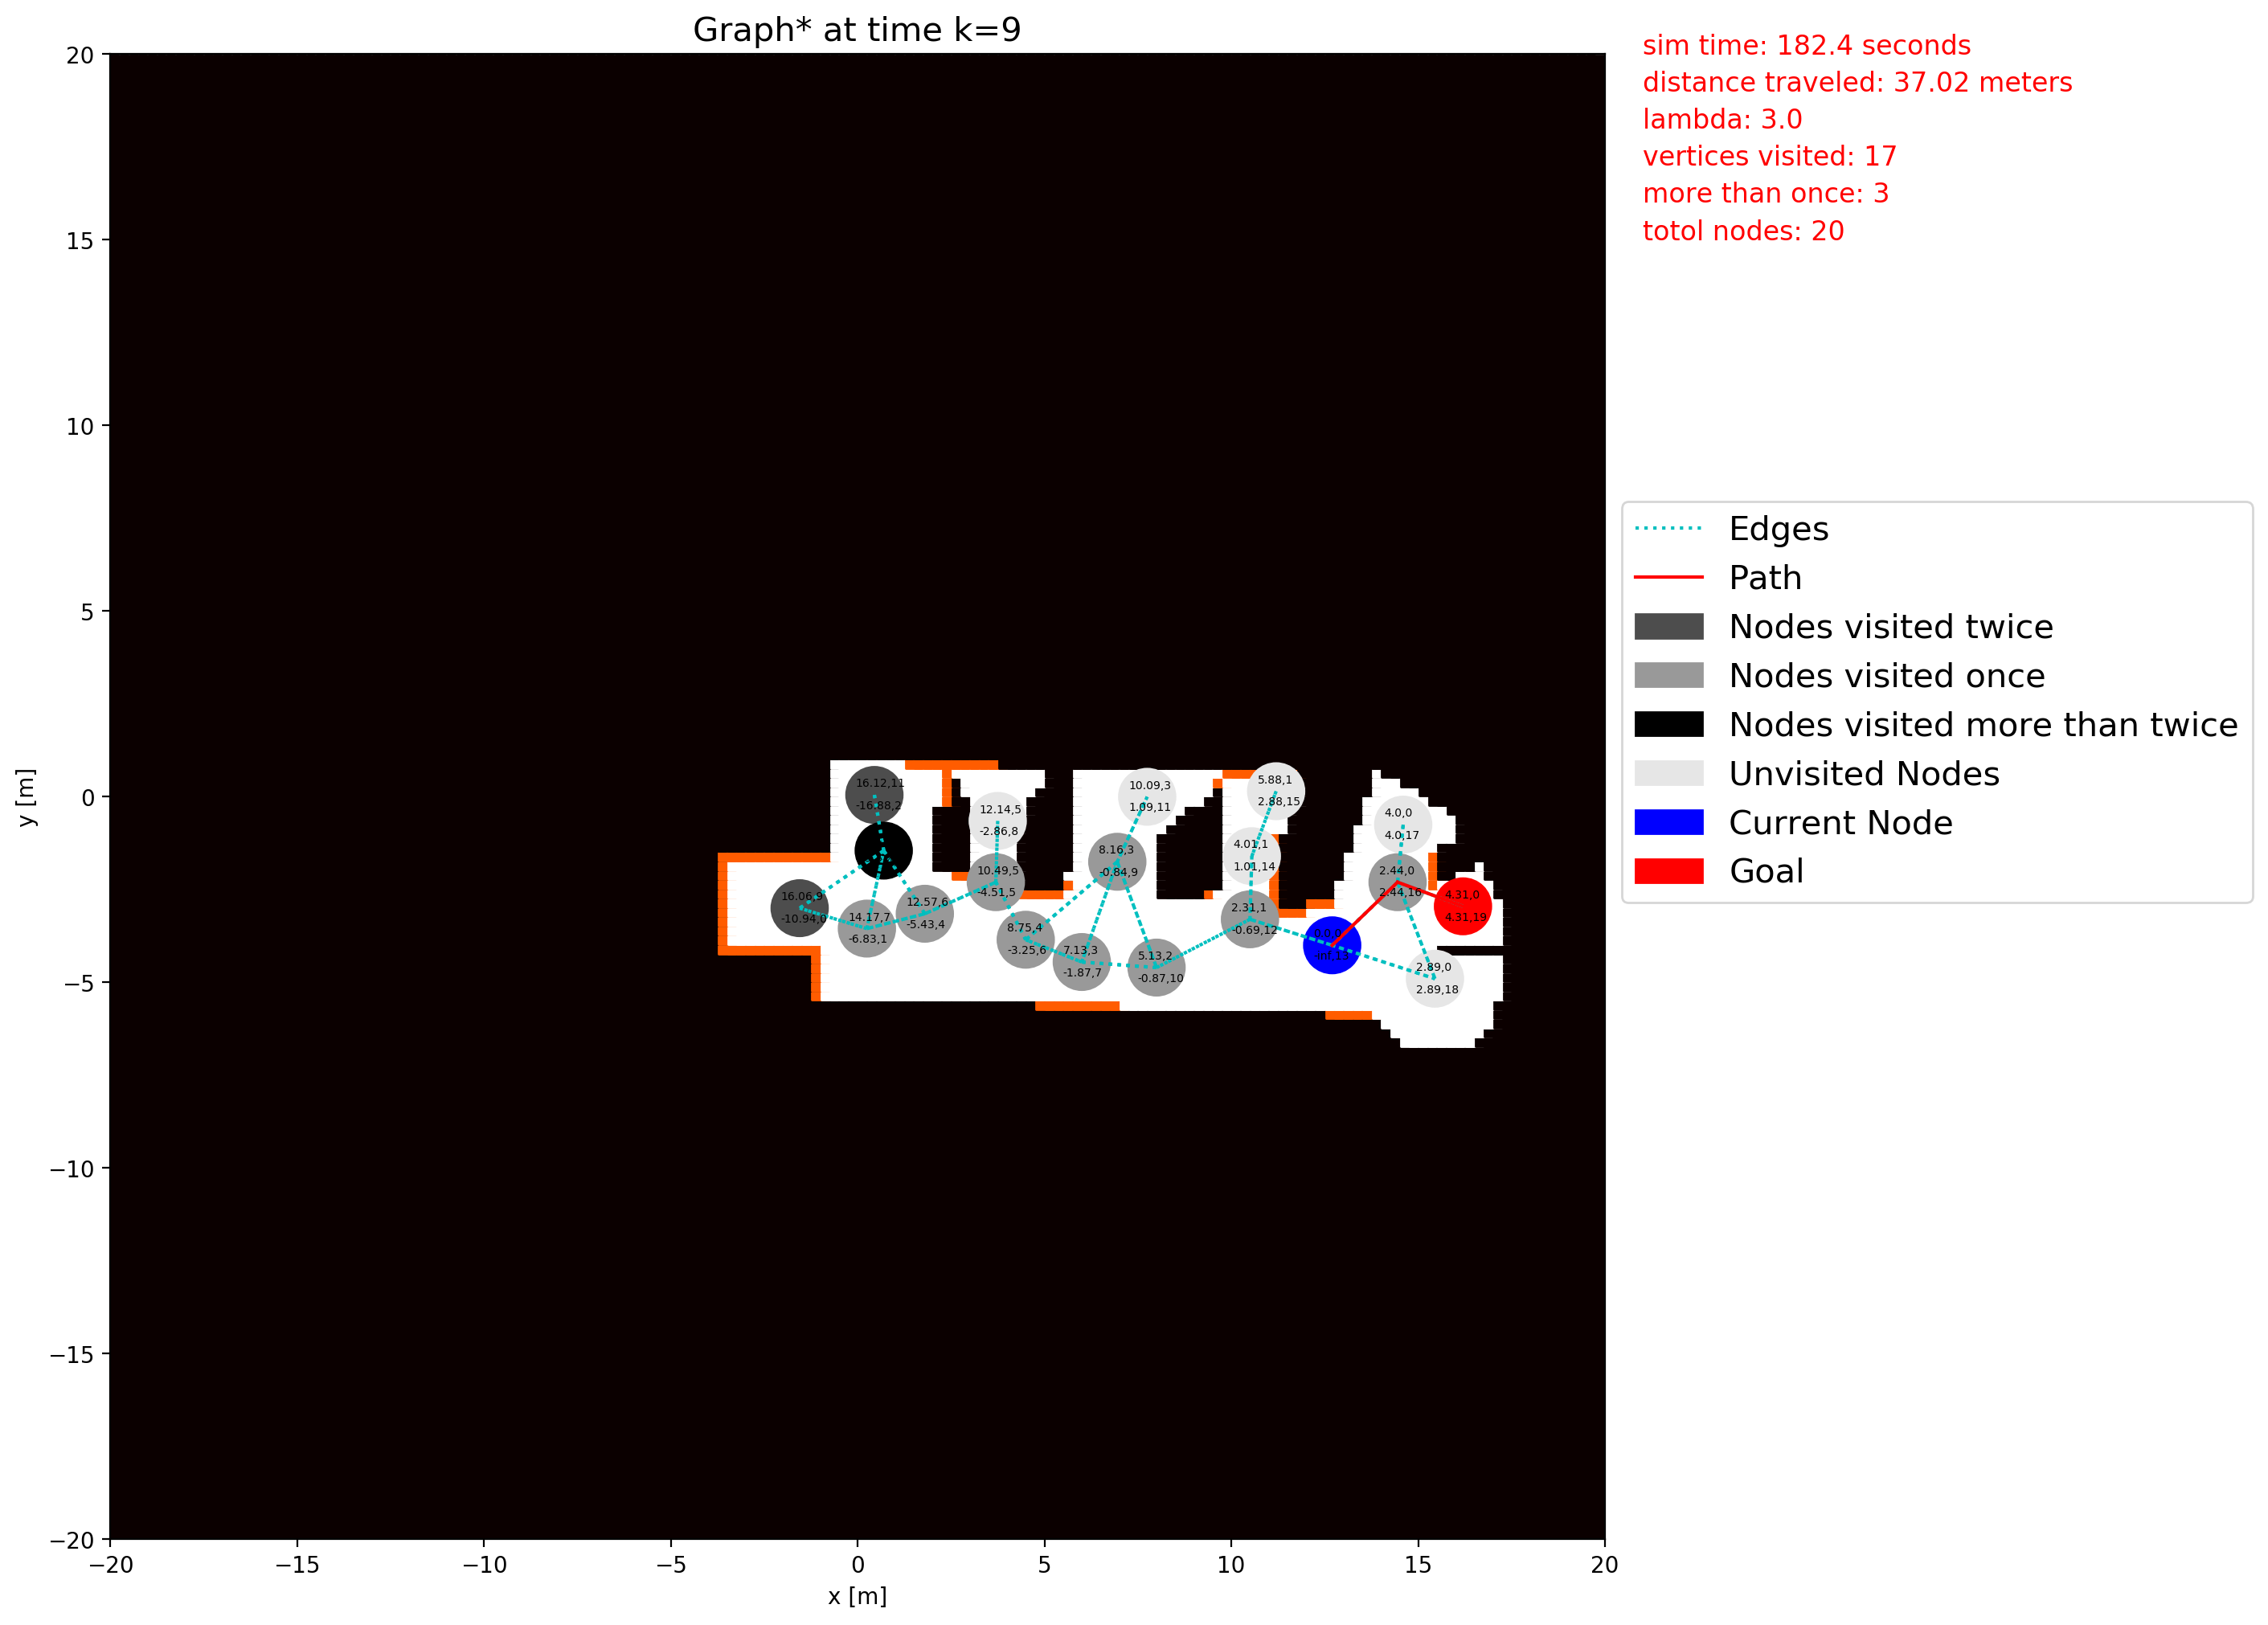 Graph* at time k=9
sim time: 182.4 seconds
distance traveled: 37.02 meters
lambda: 3.0
vertices visited: 17
more than once: 3
totol nodes: 20
Edges
Path
Nodes visited twice
Nodes visited once
Nodes visited more than twice
Unvisited Nodes
Current Node
Goal
y [m]
20
15
10
5
0
−5
−10
−15
−20
−20 −15 −10 −5 0 5 10 15 20
x [m]
16.12,11
-16.88,2
16.06,9
-10.94,0
14.17,7
-6.83,1
12.57,6
-5.43,4
12.14,5
-2.86,8
10.49,5
-4.51,5
8.75,4
-3.25,6
7.13,3
-1.87,7
8.16,3
-0.84,9
10.09,3
1.09,11
5.13,2
-0.87,10
5.88,1
2.88,15
4.01,1
1.01,14
2.31,1
-0.69,12
0.0,0
-inf,13
4.0,0
4.0,17
2.44,0
2.44,16
4.31,0
4.31,19
2.89,0
2.89,18